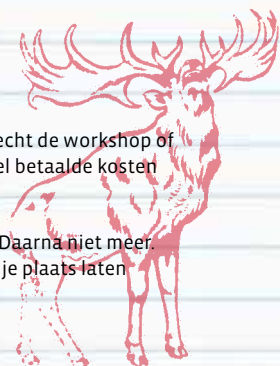 echt de workshop of
el betaalde kosten
Daarna niet meer.
je plaats laten